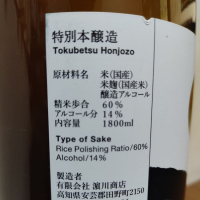 特別本醸造
Tokubetsu Honjozo
原材料名 米(国産)
米麹(国産米)
醸造アルコール
精米歩合 60%
アルコール分 14%
内容量 1800ml
Type of Sake
Rice Polishing Ratio/60%
Alcohol/14%
製造者
有限会社 濵川商店
高知県安芸郡田野町2150